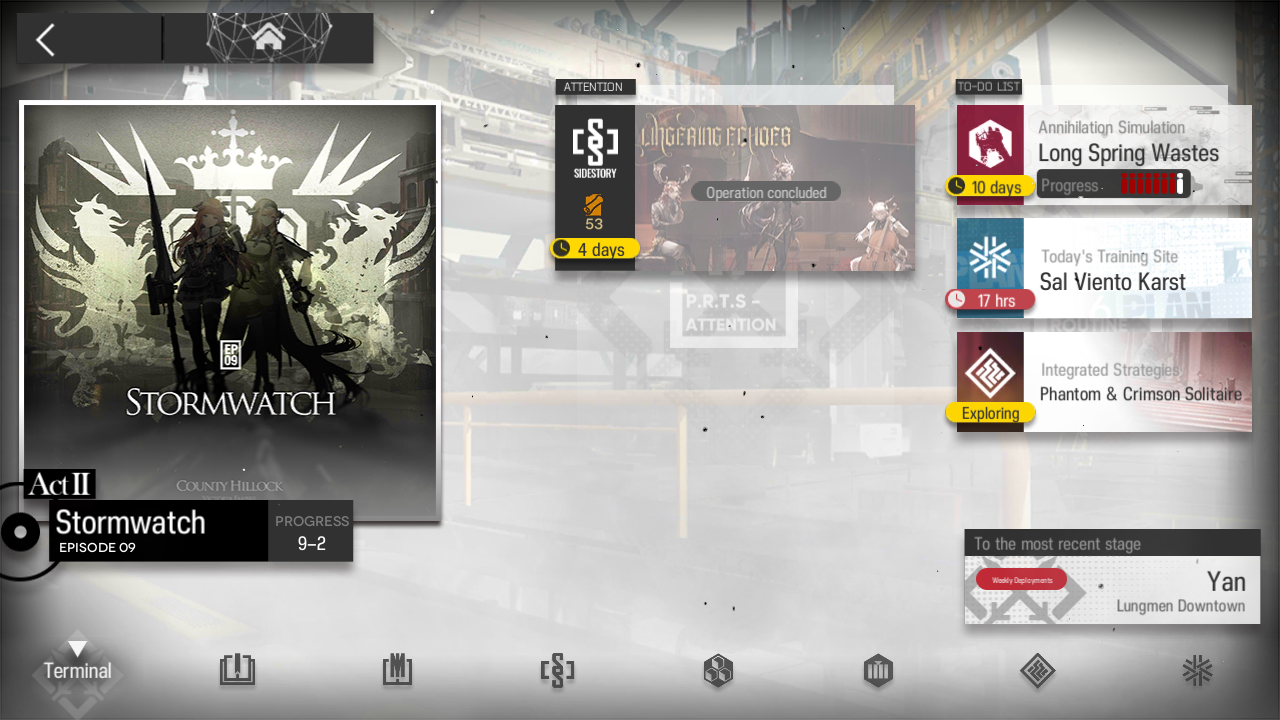 ATTENTION
LINGERING ECHOES
SIDESTORY
Operation concluded
53
4 days
P.R.T.S -
ATTENTION
TO-DO LIST
Annihilation Simulation
Long Spring Wastes
10 days
Progress
Today's Training Site
Sal Viento Karst
17 hrs
PLAN
ROUTINE
Integrated Strategies
Phantom & Crimson Solitaire
Exploring
EP
09
STORMWATCH
COUNTY HILLOCK
Act II
Stormwatch
EPISODE 09
PROGRESS
9–2
To the most recent stage
Weekly Deployments
Yan
Lungmen Downtown
Terminal